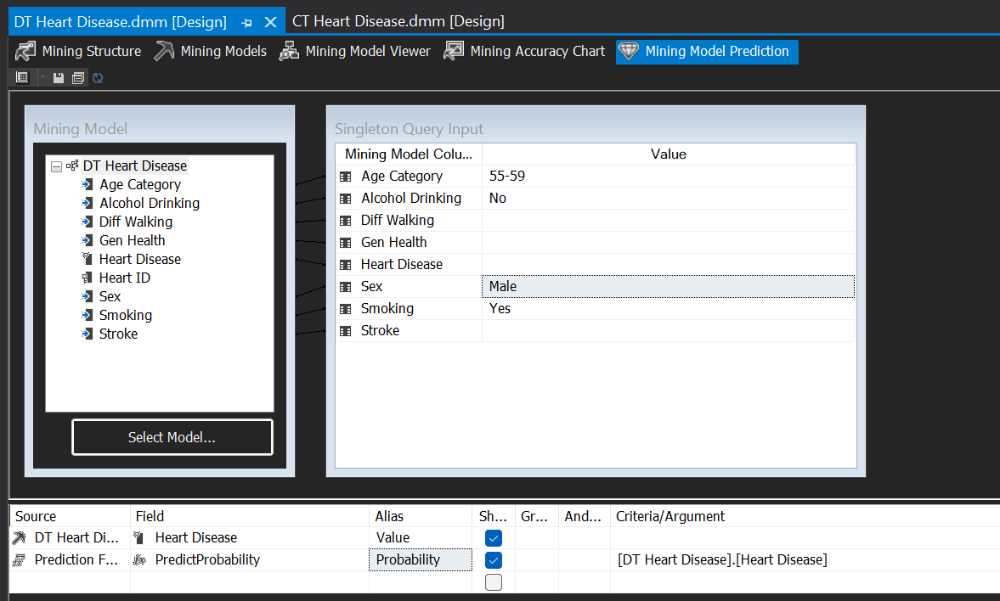 DT Heart Disease.dmm [Design] CT Heart Disease.dmm [Design]
Mining Structure Mining Models Mining Model Viewer Mining Accuracy Chart Mining Model Prediction
Mining Model
DT Heart Disease
Age Category
Alcohol Drinking
Diff Walking
Gen Health
Heart Disease
Heart ID
Sex
Smoking
Stroke
Select Model...
Singleton Query Input
Mining Model Colu... Value
Age Category 55-59
Alcohol Drinking No
Diff Walking
Gen Health
Heart Disease
Sex Male
Smoking Yes
Stroke
Source Field Alias Sh... Gr... And... Criteria/Argument
DT Heart Di... Heart Disease Value
Prediction F... PredictProbability Probability [DT Heart Disease].[Heart Disease]